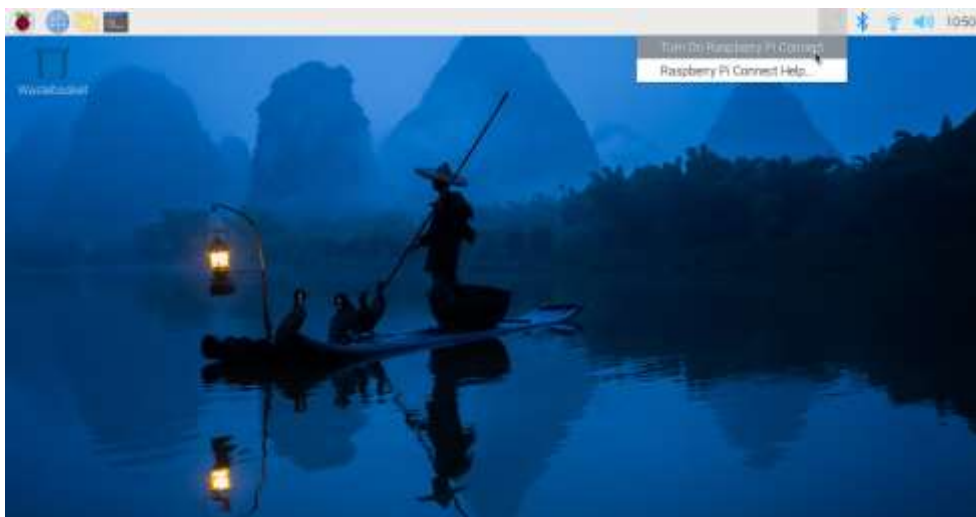 10:50
Turn On Raspberry Pi Connect
Raspberry Pi Connect Help...
Wastebasket